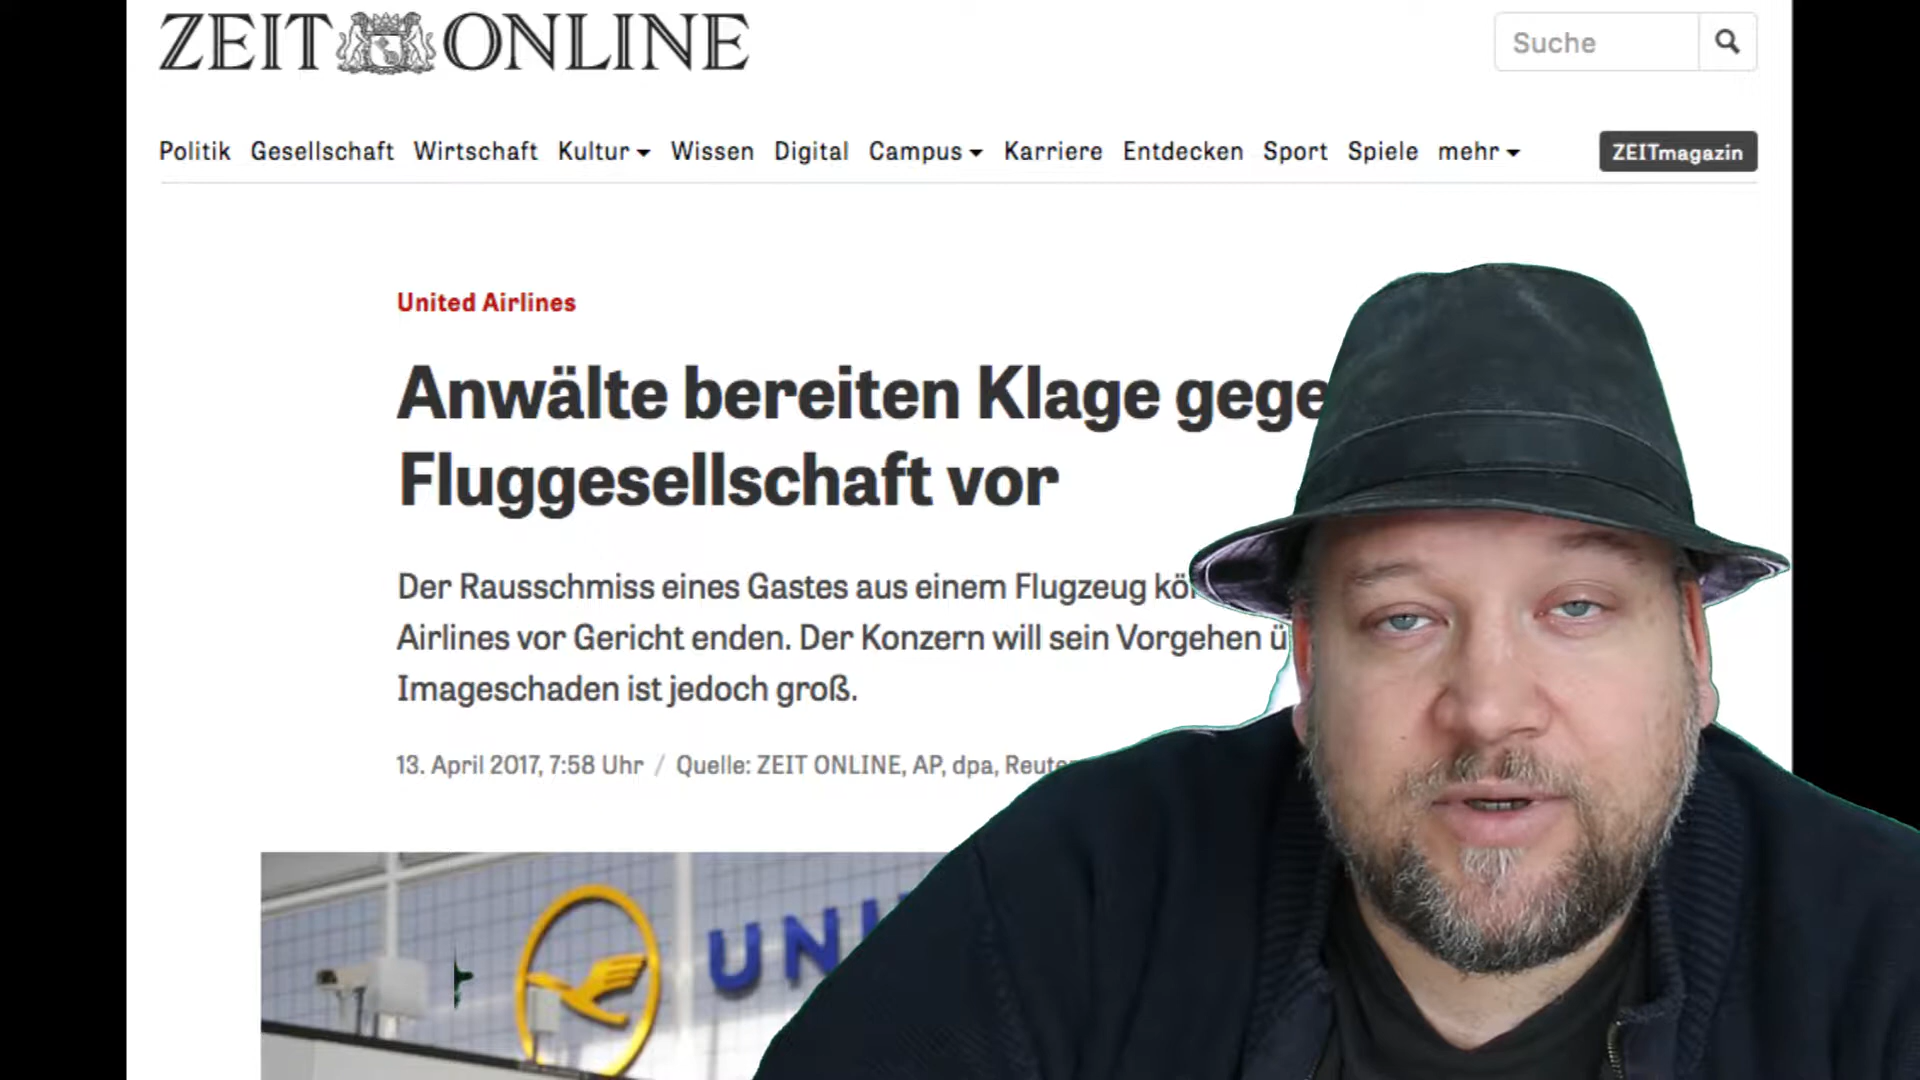 ZEIT ONLINE
Suche
Politik Gesellschaft Wirtschaft Kultur Wissen Digital Campus Karriere Entdecken Sport Spiele mehr ZEITmagazin
United Airlines
Anwälte bereiten Klage gege
Fluggesellschaft vor
Der Rausschmiss eines Gastes aus einem Flugzeug kö
Airlines vor Gericht enden. Der Konzern will sein Vorgehen ü
Imageschaden ist jedoch groß.
13. April 2017, 7:58 Uhr / Quelle: ZEIT ONLINE, AP, dpa, Reute
UNI